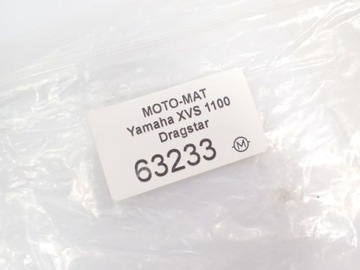 MOTO-MAT
Yamaha XVS 1100
Dragstar
63233
M